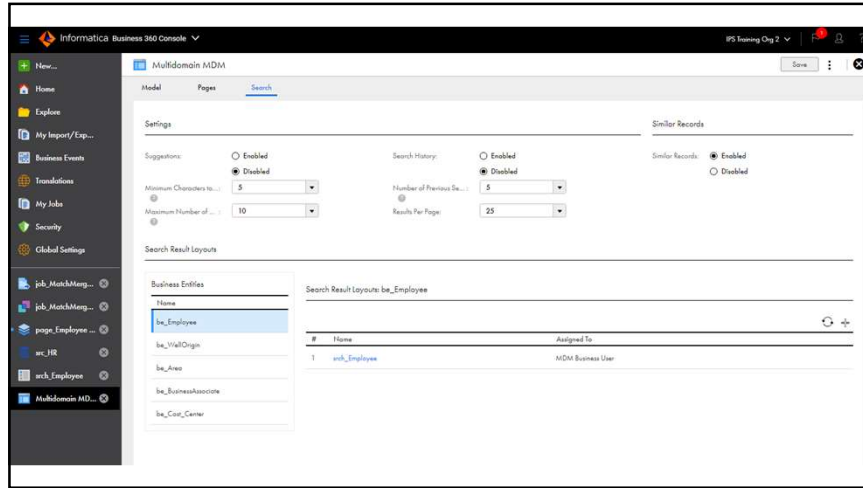 Informatica Business 360 Console
IPS Training Org 2
1
New...
Multidomain MDM
Save
Home
Model Pages Search
Explore
My Import/Exp...
Settings
Similar Records
Business Events
Suggestions: Enabled
Disabled
Search History: Enabled
Disabled
Similar Records: Enabled
Disabled
Translations
My Jobs
Minimum Characters to... : 5
Number of Previous Se... : 5
Security
Maximum Number of ... : 10
Results Per Page: 25
Global Settings
Search Result Layouts
job_MatchMerg...
job_MatchMerg...
page_Employee ...
src_HR
srch_Employee
Multidomain MD...
Business Entities
Name
be_Employee
be_WellOrigin
be_Area
be_BusinessAssociate
be_Cost_Center
Search Result Layouts: be_Employee
# Name Assigned To
1 srch_Employee MDM Business User